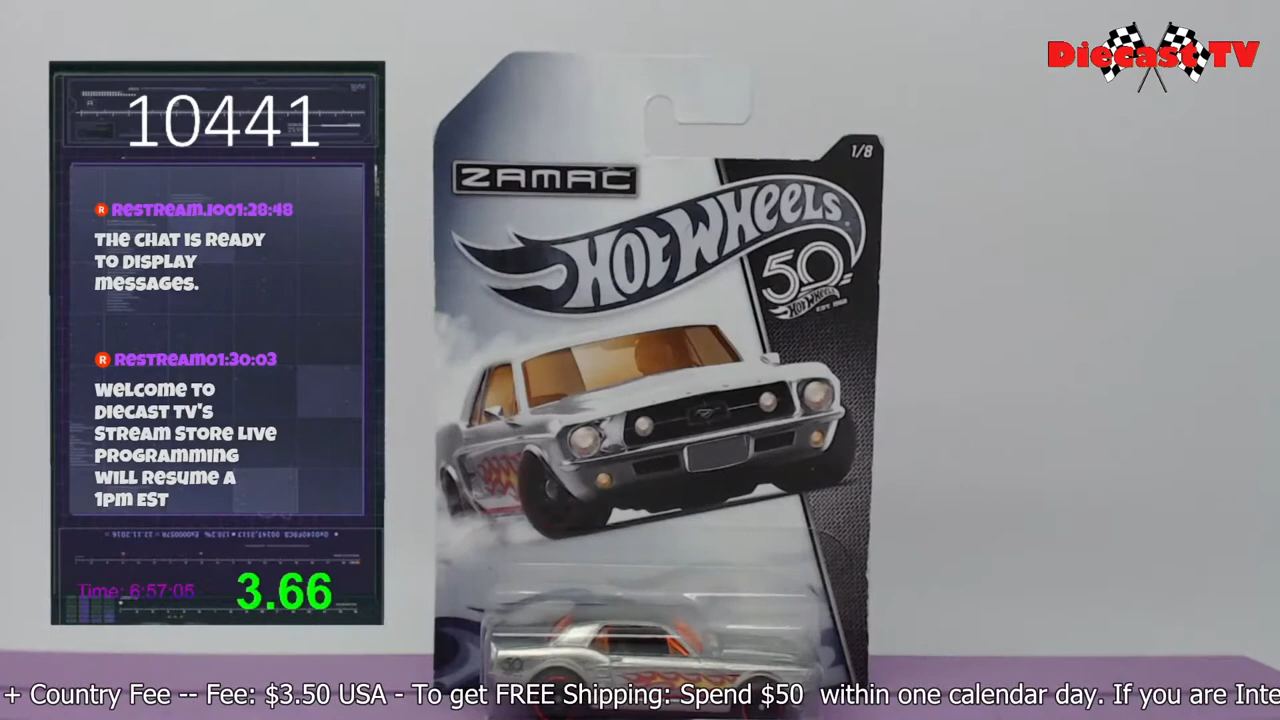 Diecast TV
10441
Restream.io01:28:48
The chat is ready
to display
messages.
Restream01:30:03
Welcome to
Diecast TV's
Stream Store Live
programming
will resume a
1pm EST
Time: 6:57:05
3.66
1/8
ZAMAC
Hot Wheels
50
Hot Wheels
50
+ Country Fee -- Fee: $3.50 USA - To get FREE Shipping: Spend $50 within one calendar day. If you are Inte